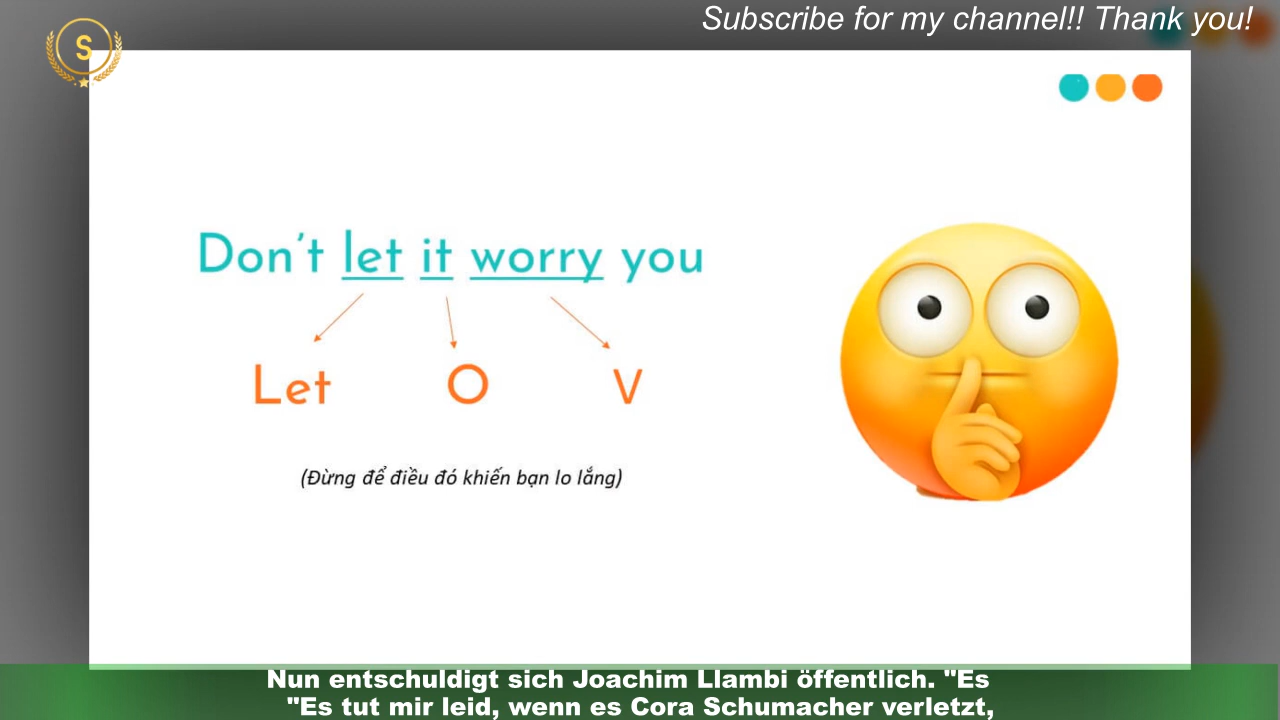 Subscribe for my channel!! Thank you!
S
Don't let it worry you
Let O V
(Đừng để điều đó khiến bạn lo lắng)
Nun entschuldigt sich Joachim Llambi öffentlich. "Es
"Es tut mir leid, wenn es Cora Schumacher verletzt,